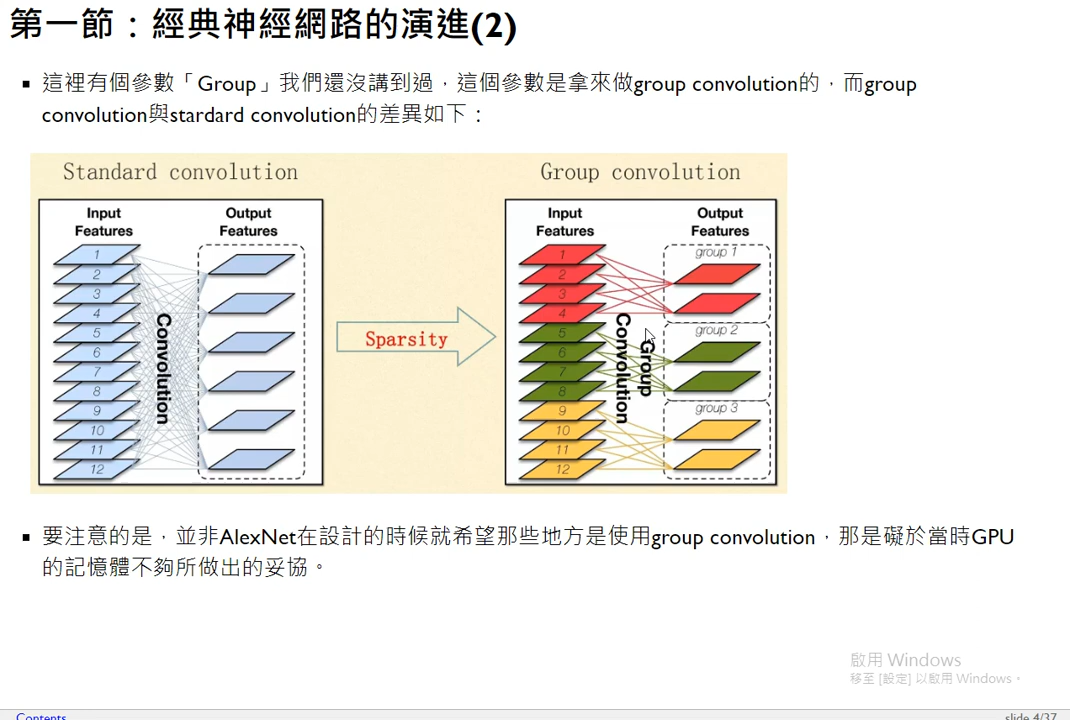 第一節：經典神經網路的演進(2)
▪ 這裡有個參數「Group」我們還沒講到過，這個參數是拿來做group convolution的，而group
convolution與stardard convolution的差異如下：
Standard convolution
Input
Features
Output
Features
1
2
3
4
5
6
7
8
9
10
11
12
Convolution
Sparsity
Group convolution
Input
Features
Output
Features
1
2
3
4
5
6
7
8
9
10
11
12
Group
Convolution
group 1
group 2
group 3
▪ 要注意的是，並非AlexNet在設計的時候就希望那些地方是使用group convolution，那是礙於當時GPU
的記憶體不夠所做出的妥協。
啟用 Windows
移至 [設定] 以啟用 Windows。
Contents
slide 4/37